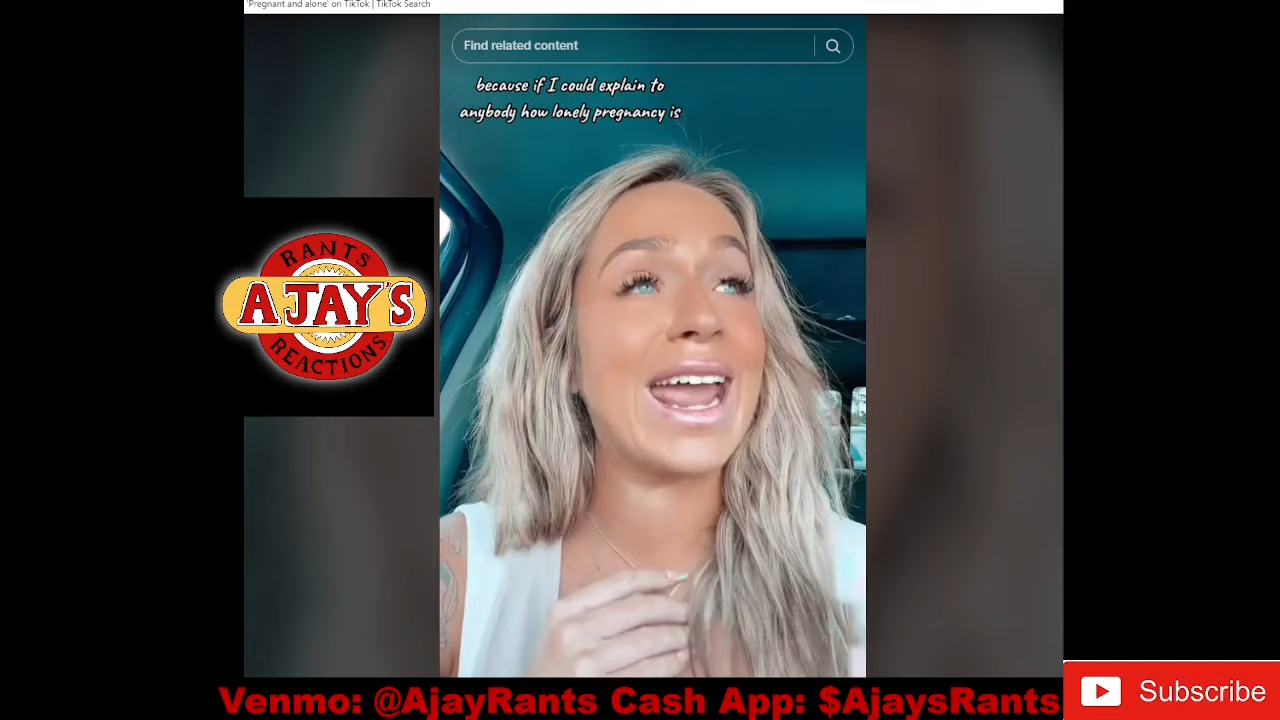 'Pregnant and alone' on TikTok | TikTok Search
Find related content
because if I could explain to
anybody how lonely pregnancy is
RANTS
AJAY'S
REACTIONS
Venmo: @AjayRants Cash App: $AjaysRants
Subscribe